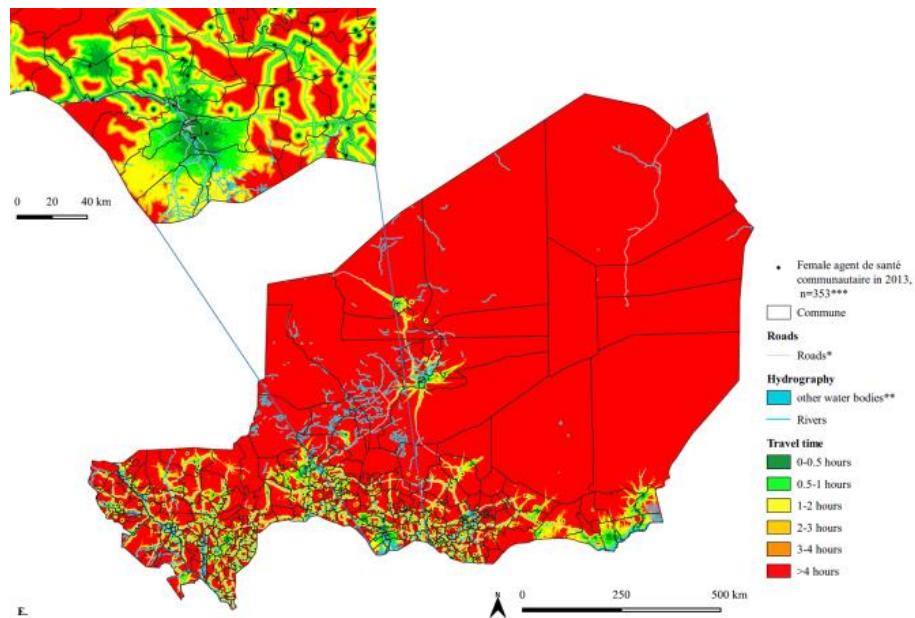 0 20 40 km
Female agent de santé
communautaire in 2013,
n=353***
Commune
Roads
Roads*
Hydrography
other water bodies**
Rivers
Travel time
0-0.5 hours
0.5-1 hours
1-2 hours
2-3 hours
3-4 hours
>4 hours
E.
N
0 250 500 km